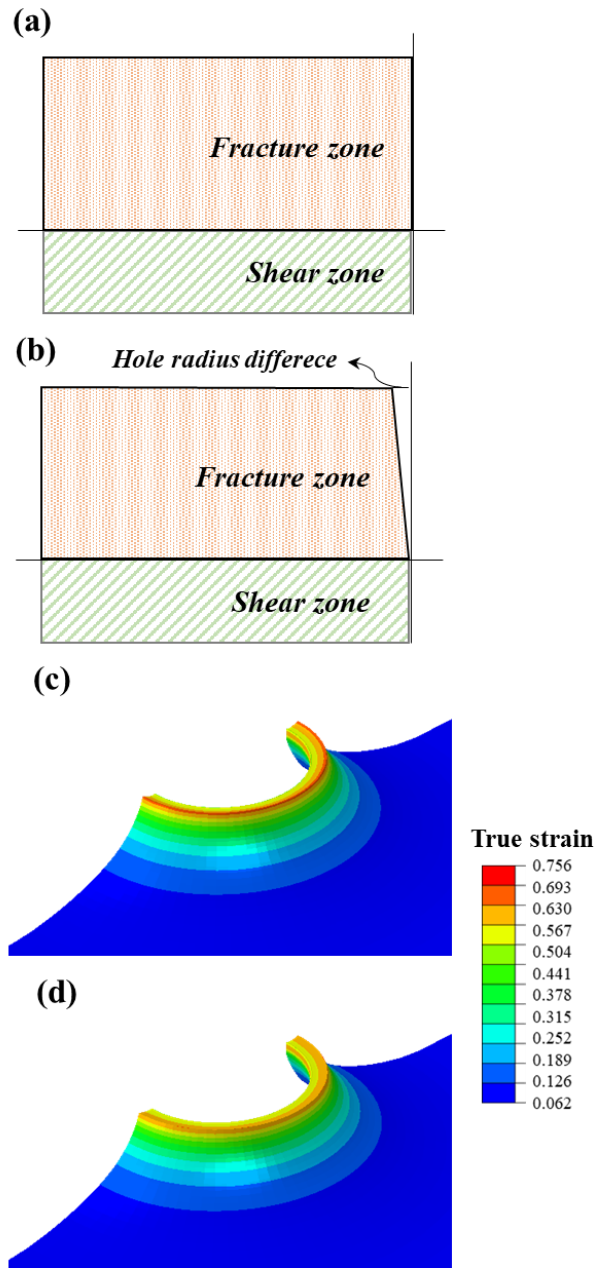 (a)
Fracture zone
Shear zone
(b)
Hole radius differece
Fracture zone
Shear zone
(c)
True strain
0.756
0.693
0.630
0.567
0.504
0.441
0.378
0.315
0.252
0.189
0.126
0.062
(d)